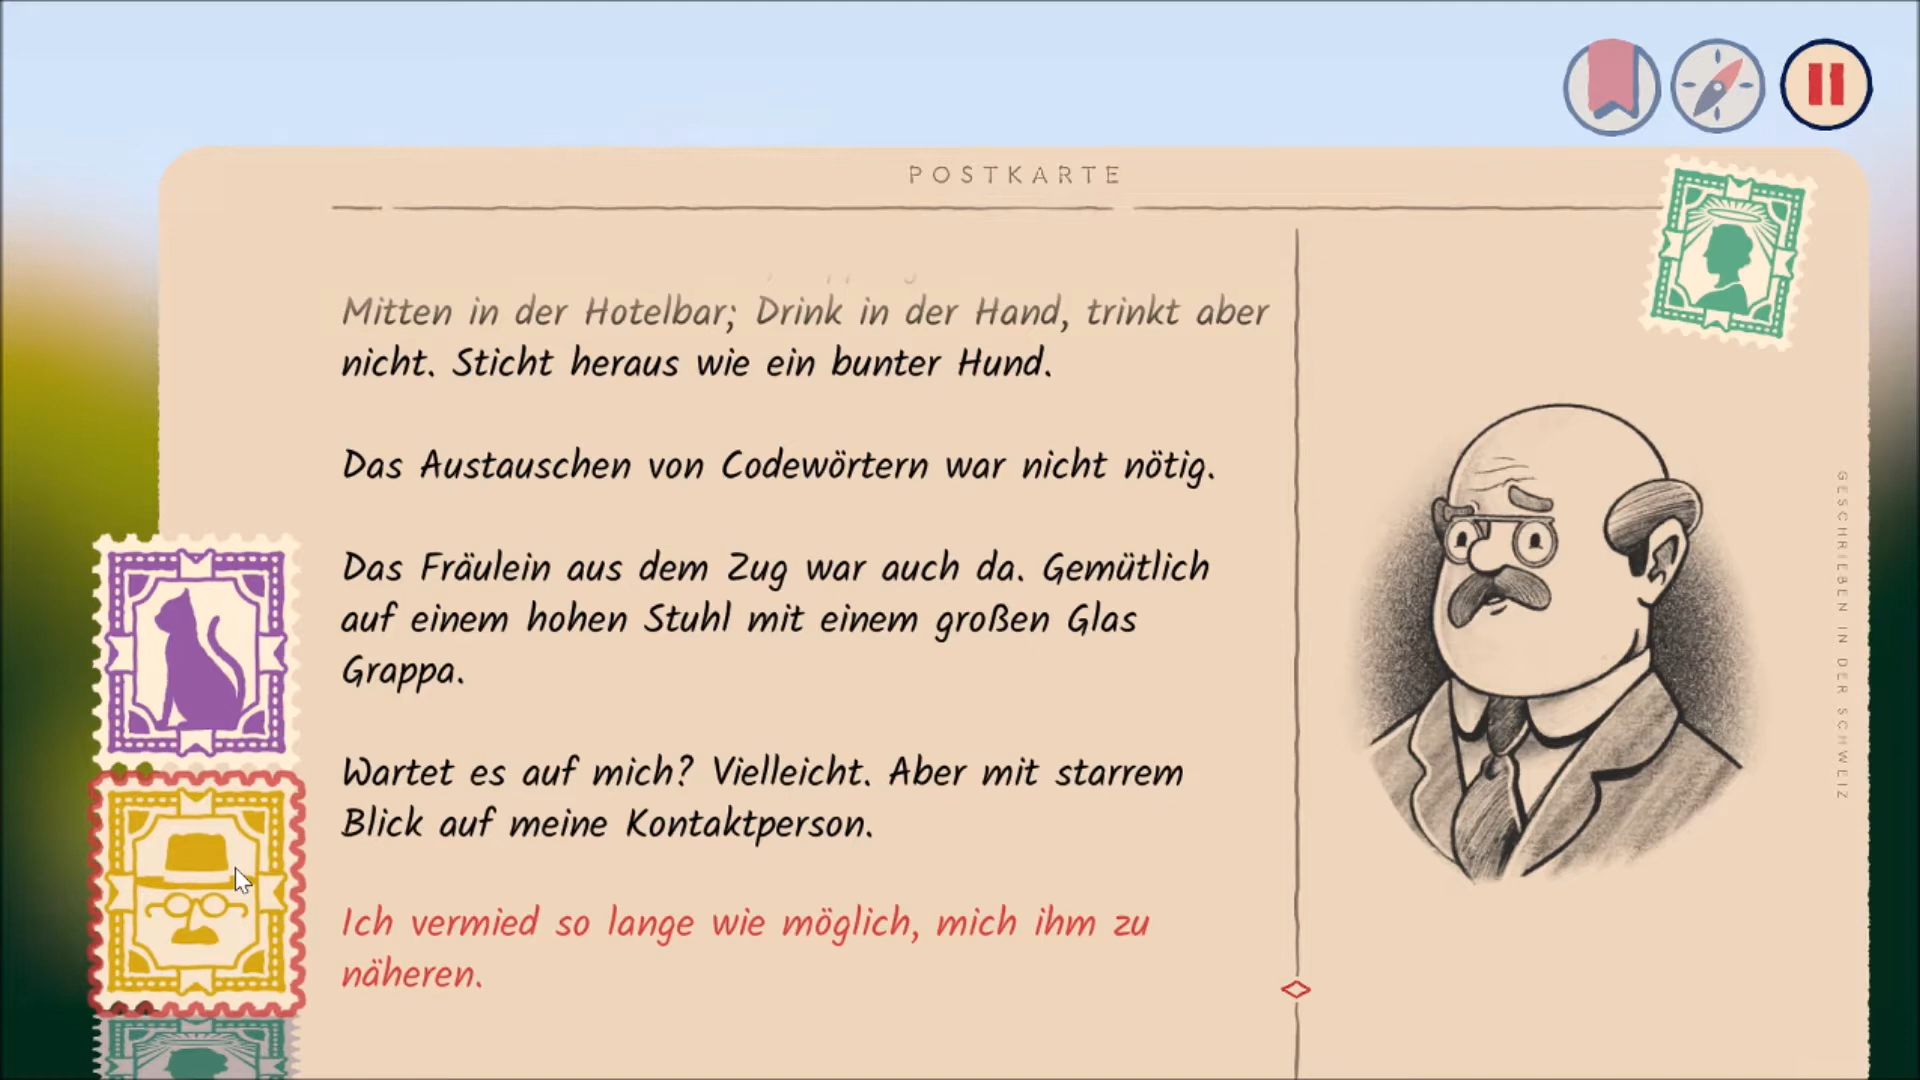 POSTKARTE
Mitten in der Hotelbar; Drink in der Hand, trinkt aber
nicht. Sticht heraus wie ein bunter Hund.
Das Austauschen von Codewörtern war nicht nötig.
Das Fräulein aus dem Zug war auch da. Gemütlich
auf einem hohen Stuhl mit einem großen Glas
Grappa.
Wartet es auf mich? Vielleicht. Aber mit starrem
Blick auf meine Kontaktperson.
Ich vermied so lange wie möglich, mich ihm zu
näheren.
GESCHRIEBEN IN DER SCHWEIZ